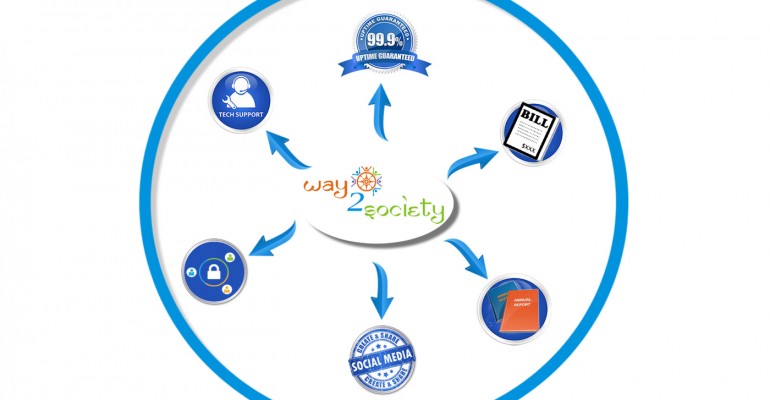 UPTIME GUARANTEED
99.9%
UPTIME GUARANTEED
TECH SUPPORT
BILL
$XXX
way
2society
ANNUAL
REPORT
CREATE & SHARE
SOCIAL MEDIA
CREATE & SHARE